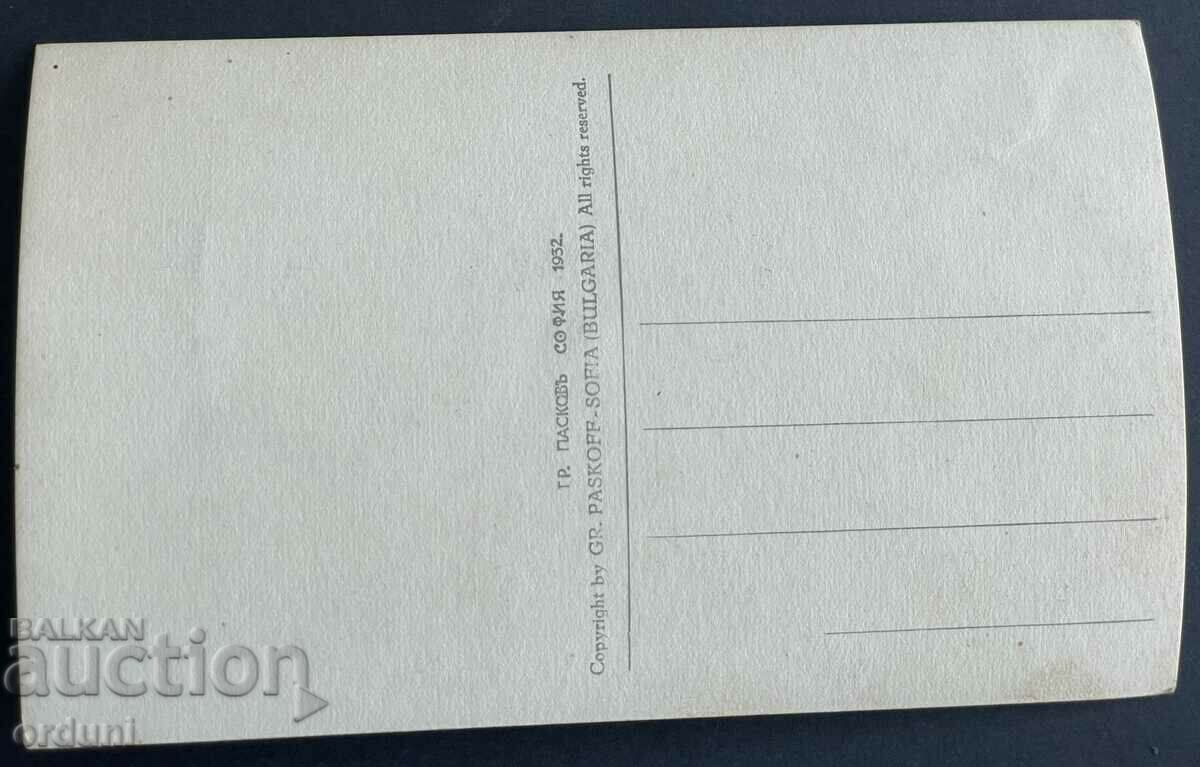 ГР. ПАСКОВЪ СОФИЯ 1932.
Copyright by GR. PASKOFF-SOFIA (BULGARIA) All rights reserved.
BALKAN
auction
orduni